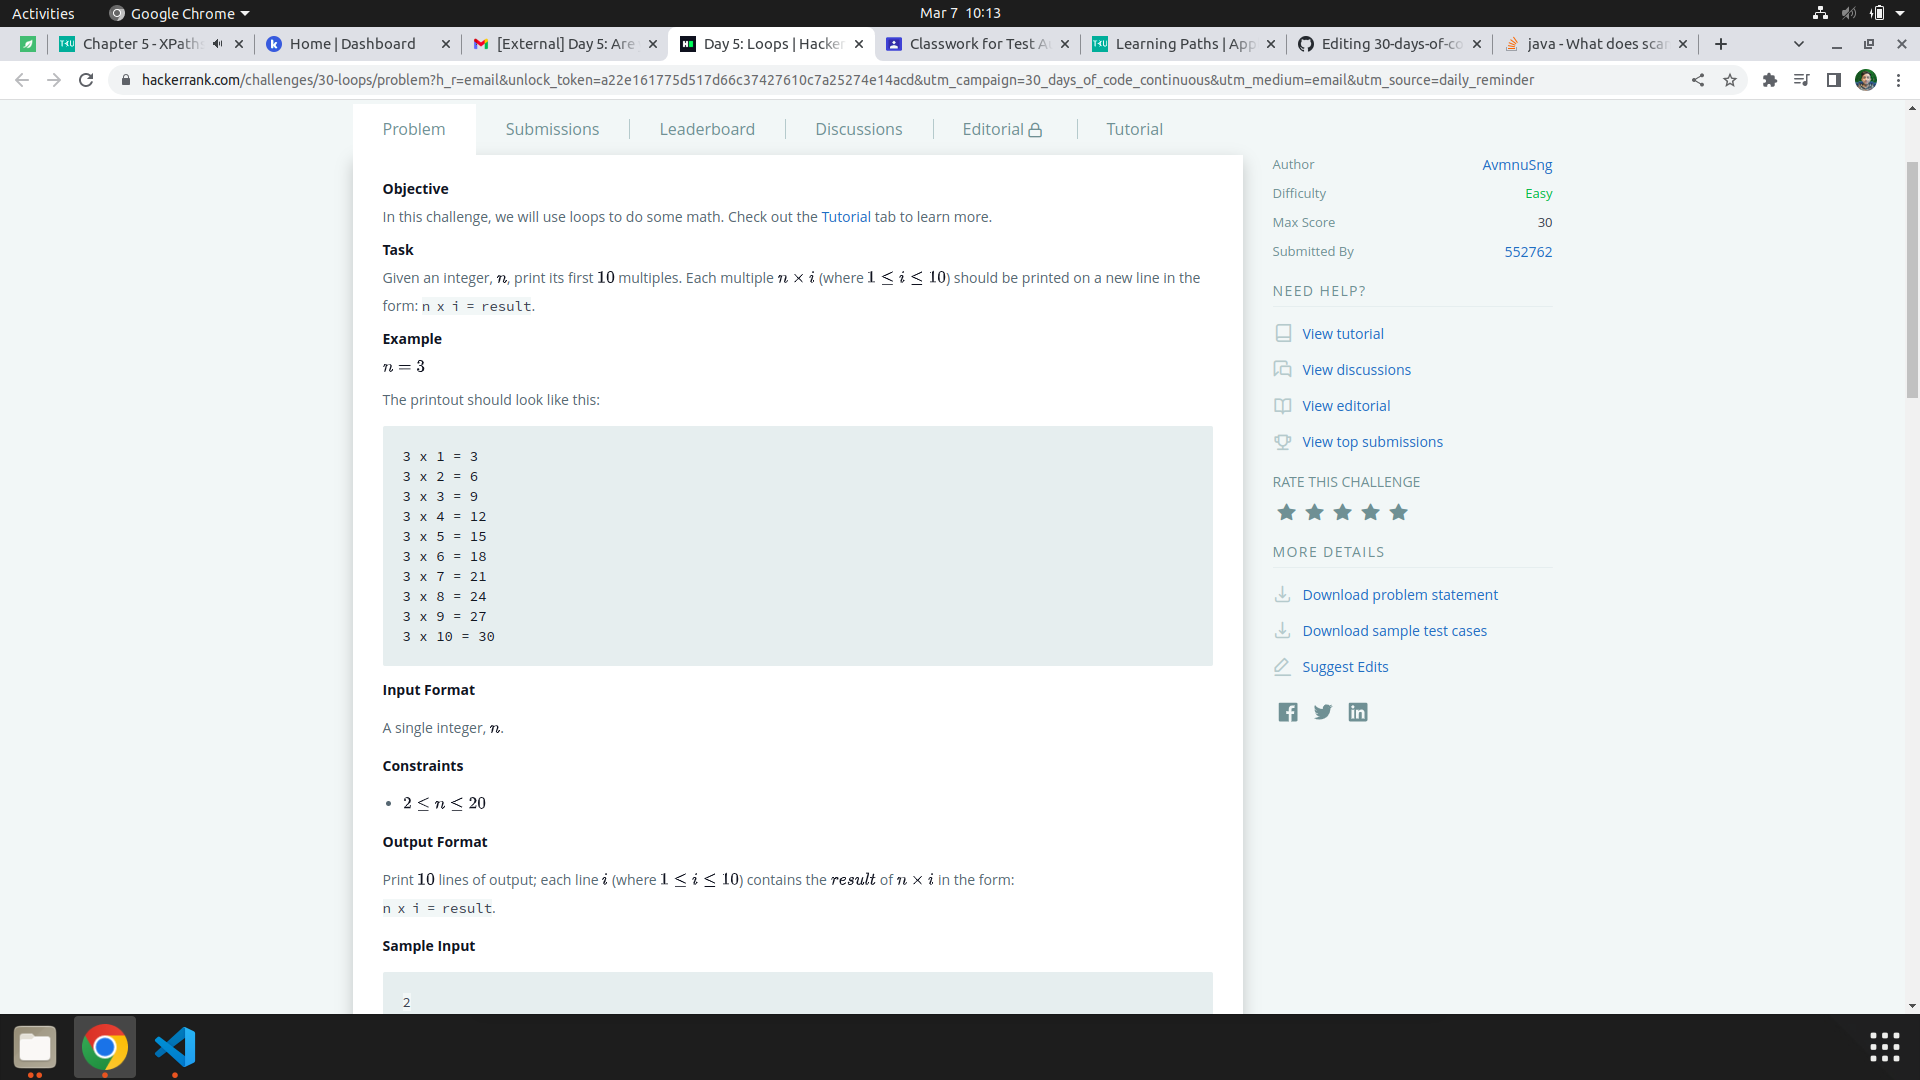 Activities
Google Chrome
Mar 7 10:13
Chapter 5 - XPaths
Home | Dashboard
[External] Day 5: Are
Day 5: Loops | Hacker
Classwork for Test A
Learning Paths | App
Editing 30-days-of-co
java - What does scan
hackerrank.com/challenges/30-loops/problem?h_r=email&unlock_token=a22e161775d517d66c37427610c7a25274e14acd&utm_campaign=30_days_of_code_continuous&utm_medium=email&utm_source=daily_reminder
Problem
Submissions
Leaderboard
Discussions
Editorial
Tutorial
Objective
In this challenge, we will use loops to do some math. Check out the Tutorial tab to learn more.
Task
Given an integer, n, print its first 10 multiples. Each multiple n × i (where 1 ≤ i ≤ 10) should be printed on a new line in the
form: n x i = result.
Example
n = 3
The printout should look like this:
3 x 1 = 3
3 x 2 = 6
3 x 3 = 9
3 x 4 = 12
3 x 5 = 15
3 x 6 = 18
3 x 7 = 21
3 x 8 = 24
3 x 9 = 27
3 x 10 = 30
Input Format
A single integer, n.
Constraints
• 2 ≤ n ≤ 20
Output Format
Print 10 lines of output; each line i (where 1 ≤ i ≤ 10) contains the result of n × i in the form:
n x i = result.
Sample Input
2
Author AvmnuSng
Difficulty Easy
Max Score 30
Submitted By 552762
NEED HELP?
View tutorial
View discussions
View editorial
View top submissions
RATE THIS CHALLENGE
MORE DETAILS
Download problem statement
Download sample test cases
Suggest Edits